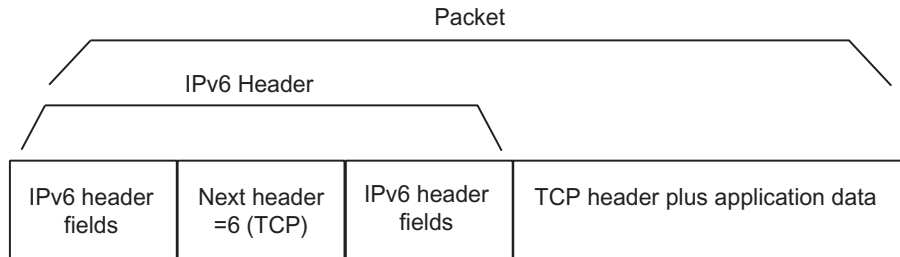 Packet
IPv6 Header
IPv6 header
fields
Next header
=6 (TCP)
IPv6 header
fields
TCP header plus application data